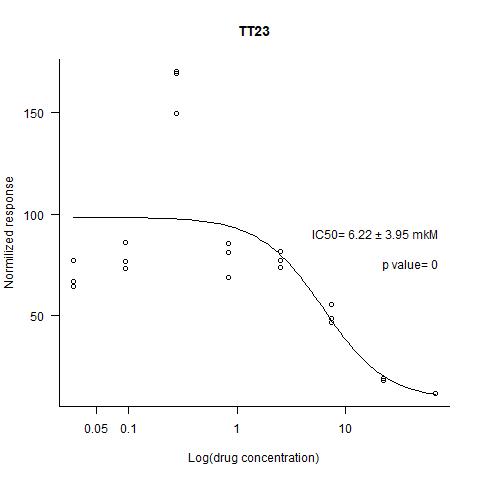 TT23
Normilized response
150
100
50
IC50= 6.22 ± 3.95 mkM
p value= 0
0.05 0.1 1 10
Log(drug concentration)